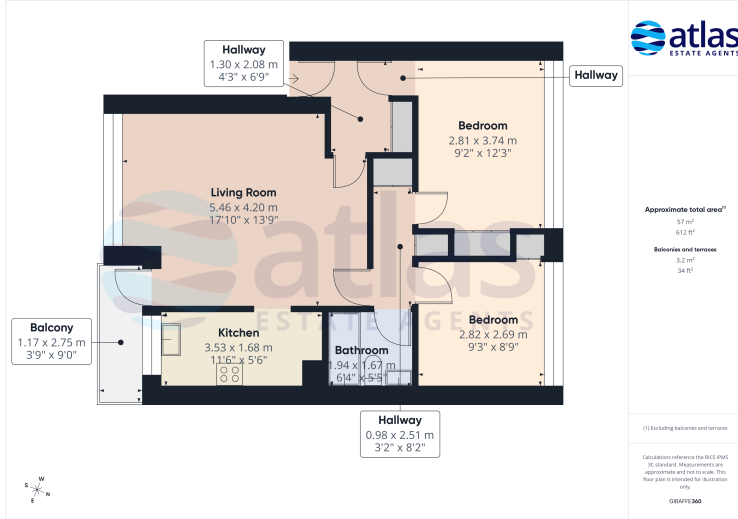 Hallway
1.30 x 2.08 m
4'3" x 6'9"
Hallway
Bedroom
2.81 x 3.74 m
9'2" x 12'3"
Living Room
5.46 x 4.20 m
17'10" x 13'9"
atlas
ESTATE AGENTS
Balcony
1.17 x 2.75 m
3'9" x 9'0"
Kitchen
3.53 x 1.68 m
11'6" x 5'6"
Bathroom
1.94 x 1.67 m
6'4" x 5'5"
Bedroom
2.82 x 2.69 m
9'3" x 8'9"
Hallway
0.98 x 2.51 m
3'2" x 8'2"
S
W
N
E
atlas
ESTATE AGENTS
Approximate total area⁽¹⁾
57 m²
612 ft²
Balconies and terraces
3.2 m²
34 ft²
(1) Excluding balconies and terraces
Calculations reference the RICS IPMS
3C standard. Measurements are
approximate and not to scale. This
floor plan is intended for illustration
only.
GIRAFFE360